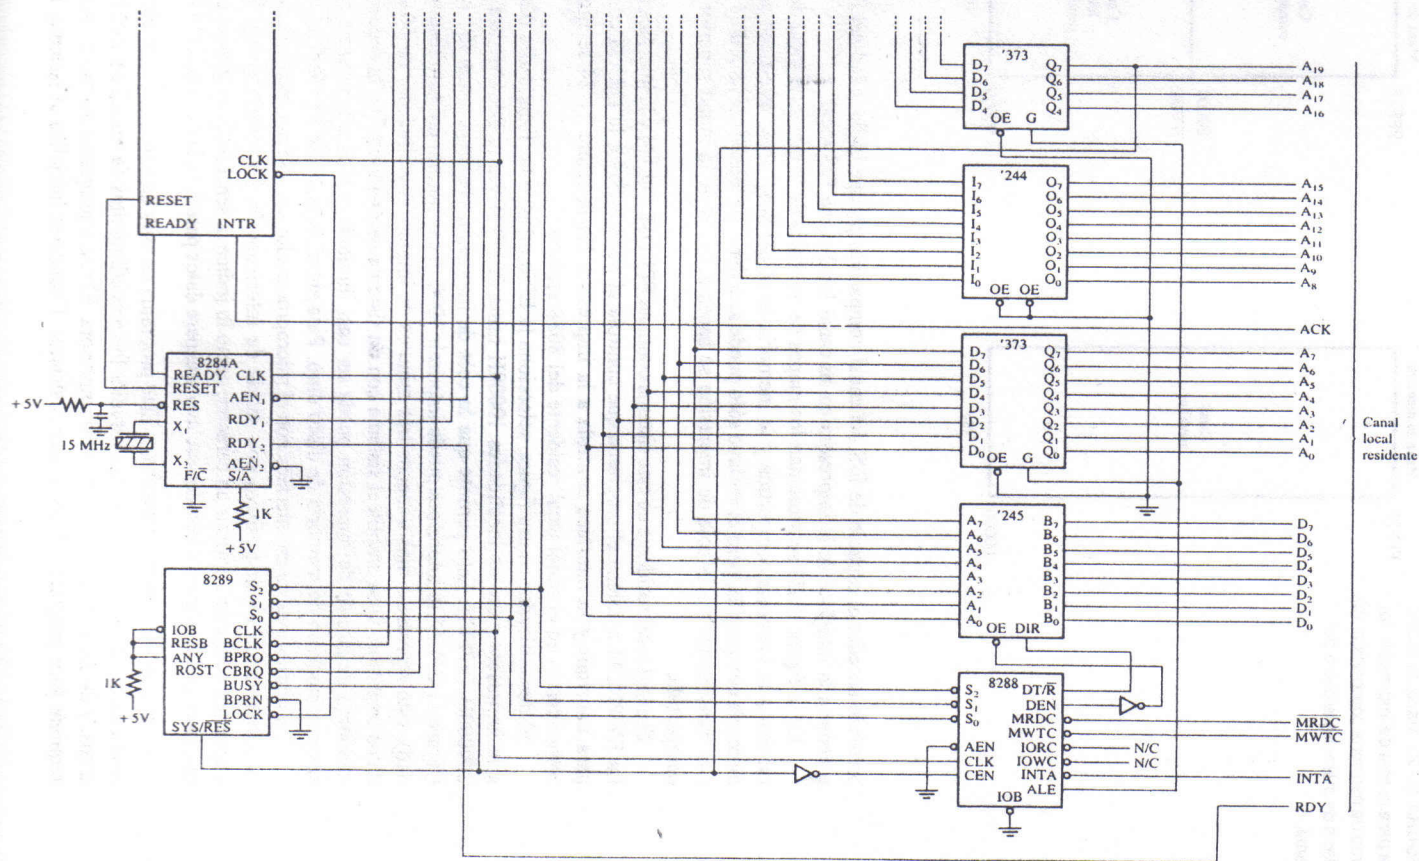 '373
D₇ Q₇ A₁₉
D₆ Q₆ A₁₈
D₅ Q₅ A₁₇
D₄ Q₄ A₁₆
OE G
CLK
LOCK
RESET
READY INTR
'244
I₇ O₇ A₁₅
I₆ O₆ A₁₄
I₅ O₅ A₁₃
I₄ O₄ A₁₂
I₃ O₃ A₁₁
I₂ O₂ A₁₀
I₁ O₁ A₉
I₀ O₀ A₈
OE OE
ACK
'373
D₇ Q₇ A₇
D₆ Q₆ A₆
D₅ Q₅ A₅
D₄ Q₄ A₄
D₃ Q₃ A₃
D₂ Q₂ A₂
D₁ Q₁ A₁
D₀ Q₀ A₀
OE G
Canal
local
residente
8284A
READY CLK
RESET
AEN₁
+5V
RES
RDY₁
X₁
15 MHz
RDY₂
X₂
AEN₂
F/C̅ S/A̅
1K
+5V
'245
A₇ B₇ D₇
A₆ B₆ D₆
A₅ B₅ D₅
A₄ B₄ D₄
A₃ B₃ D₃
A₂ B₂ D₂
A₁ B₁ D₁
A₀ B₀ D₀
OE DIR
8289
S₂
S₁
S₀
IOB CLK
RESB BCLK
ANY BPRO
ROST CBRQ
BUSY
BPRN
LOCK
1K
+5V
SYS/R̅E̅S̅
8288
S₂ DT/R̅
S₁ DEN
S₀ MRDC M̅R̅D̅C̅
MWTC M̅W̅T̅C̅
AEN IORC N/C
CLK IOWC N/C
CEN INTA I̅N̅T̅A̅
ALE
IOB
RDY